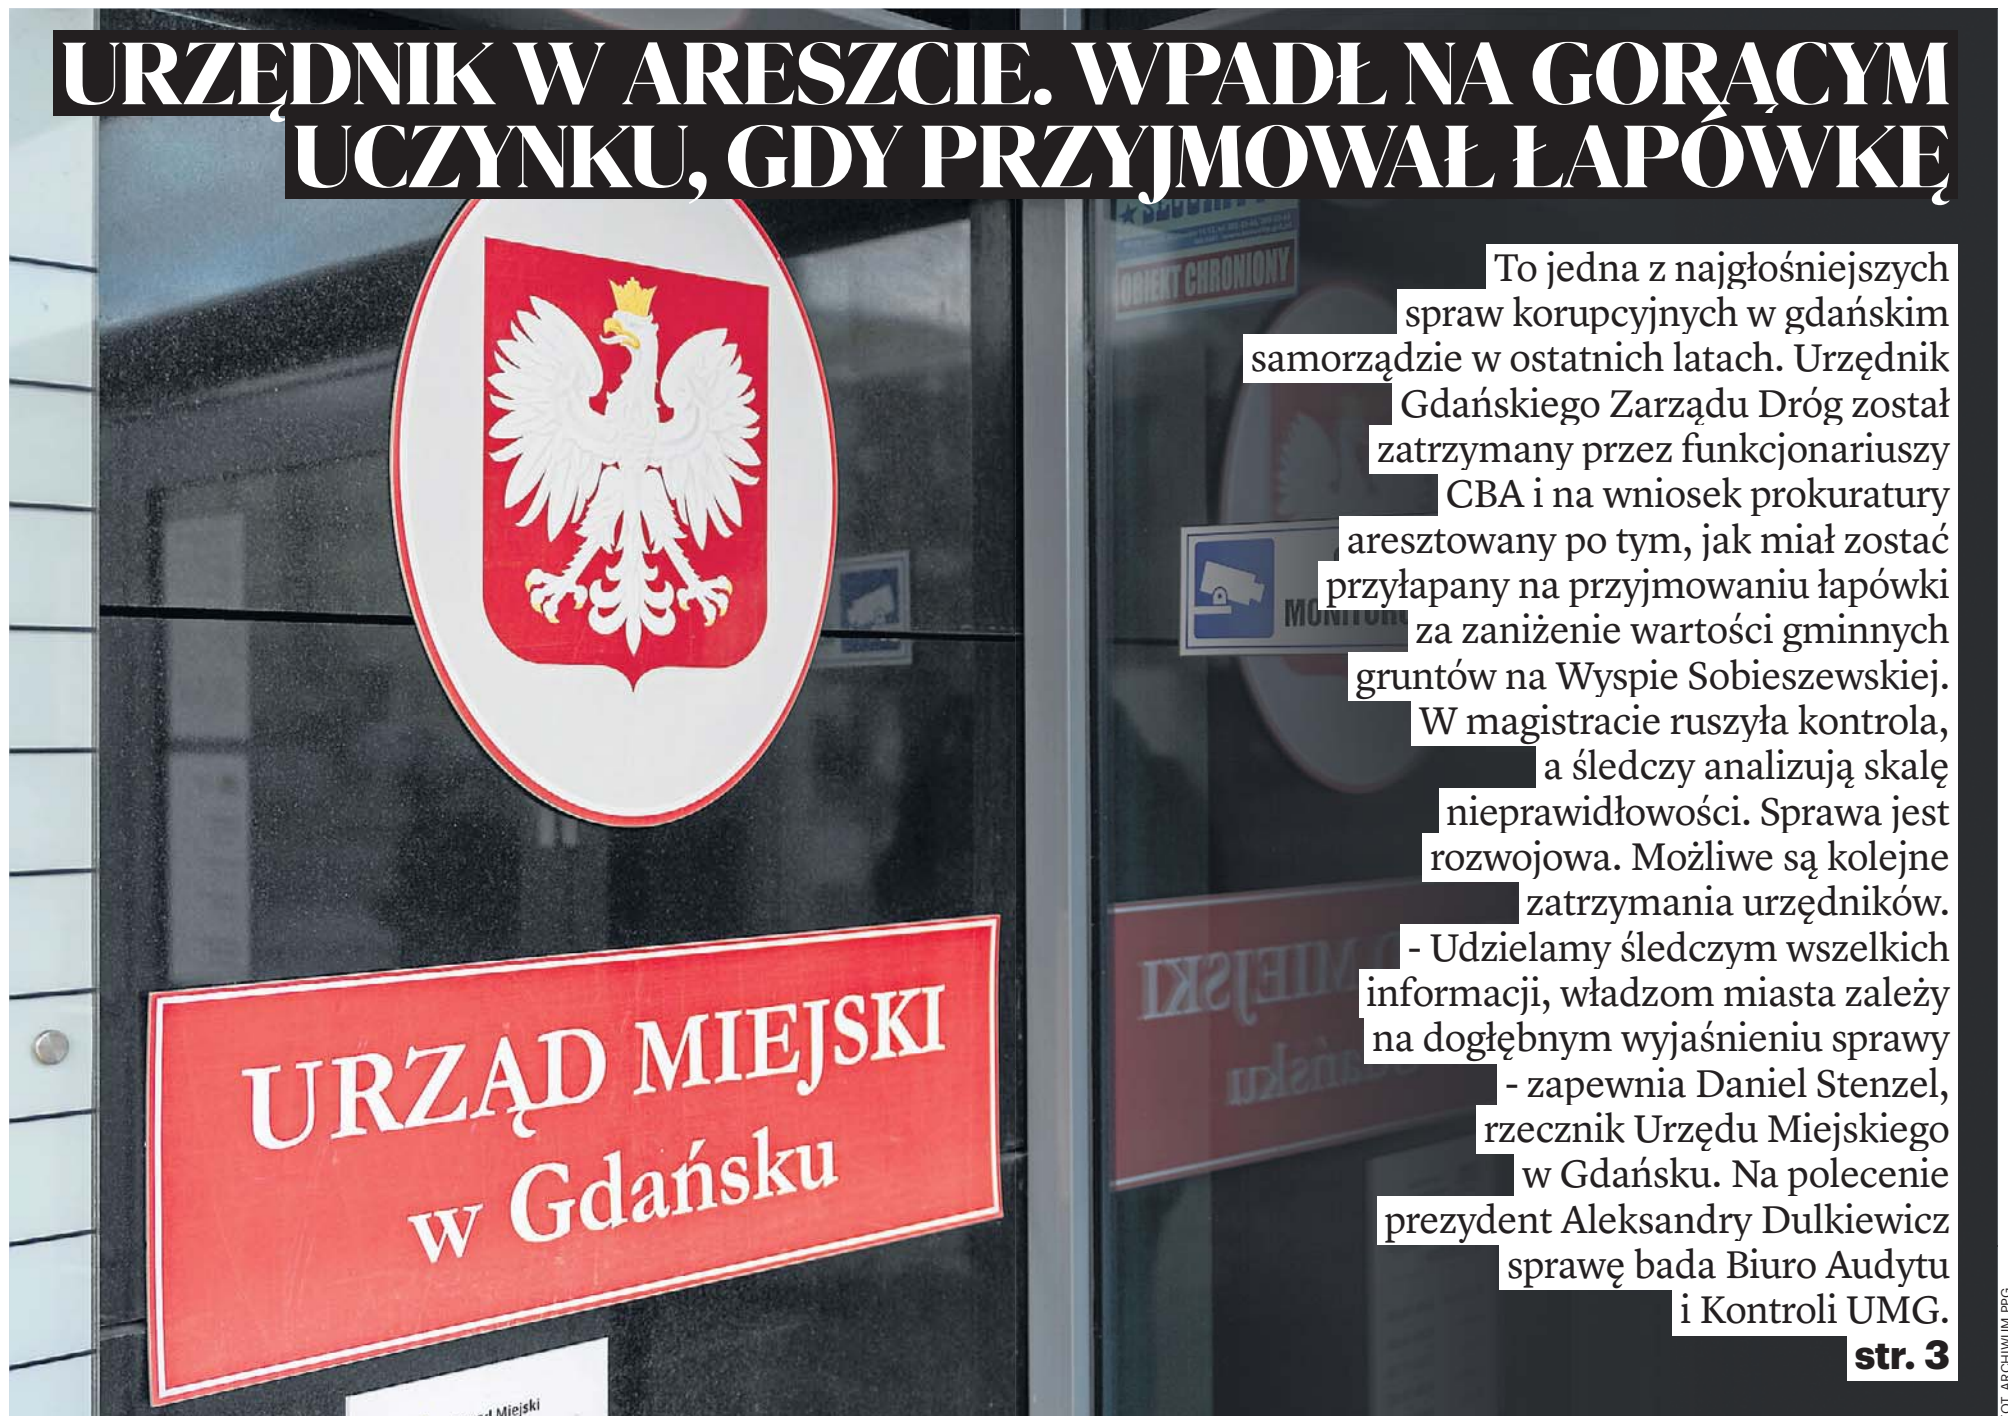 URZĘDNIK W ARESZCIE. WPADŁ NA GORĄCYM
UCZYNKU, GDY PRZYJMOWAŁ ŁAPÓWKĘ
OBIEKT CHRONIONY
To jedna z najgłośniejszych
spraw korupcyjnych w gdańskim
samorządzie w ostatnich latach. Urzędnik
Gdańskiego Zarządu Dróg został
zatrzymany przez funkcjonariuszy
CBA i na wniosek prokuratury
aresztowany po tym, jak miał zostać
przyłapany na przyjmowaniu łapówki
za zaniżenie wartości gminnych
gruntów na Wyspie Sobieszewskiej.
W magistracie ruszyła kontrola,
a śledczy analizują skalę
nieprawidłowości. Sprawa jest
rozwojowa. Możliwe są kolejne
zatrzymania urzędników.
- Udzielamy śledczym wszelkich
informacji, władzom miasta zależy
na dogłębnym wyjaśnieniu sprawy
- zapewnia Daniel Stenzel,
rzecznik Urzędu Miejskiego
w Gdańsku. Na polecenie
prezydent Aleksandry Dulkiewicz
sprawę bada Biuro Audytu
i Kontroli UMG.
str. 3
URZĄD MIEJSKI
w Gdańsku
Miejski
ARCHIWUM PPG